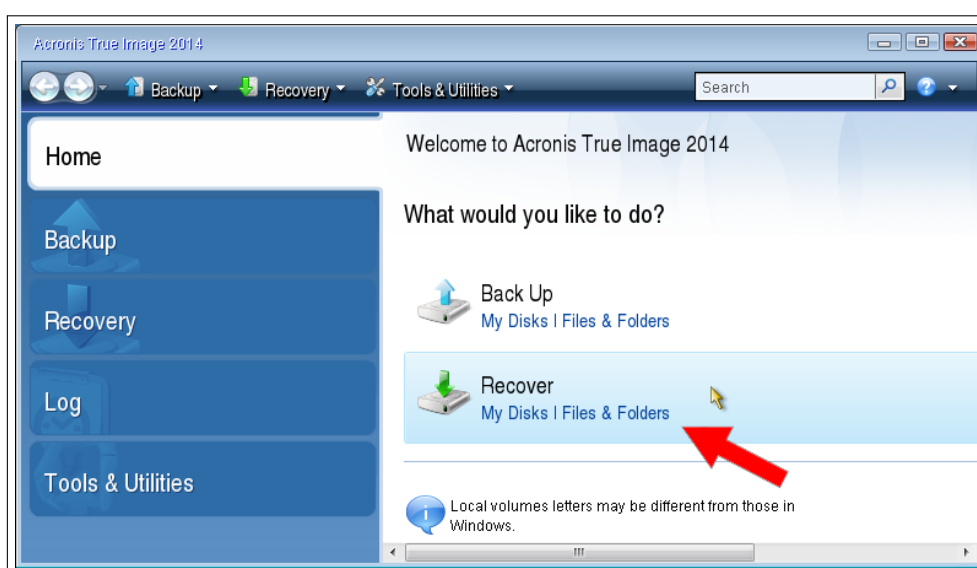 Acronis True Image 2014
Backup Recovery Tools & Utilities Search
Home
Backup
Recovery
Log
Tools & Utilities
Welcome to Acronis True Image 2014
What would you like to do?
Back Up
My Disks | Files & Folders
Recover
My Disks | Files & Folders
Local volumes letters may be different from those in
Windows.